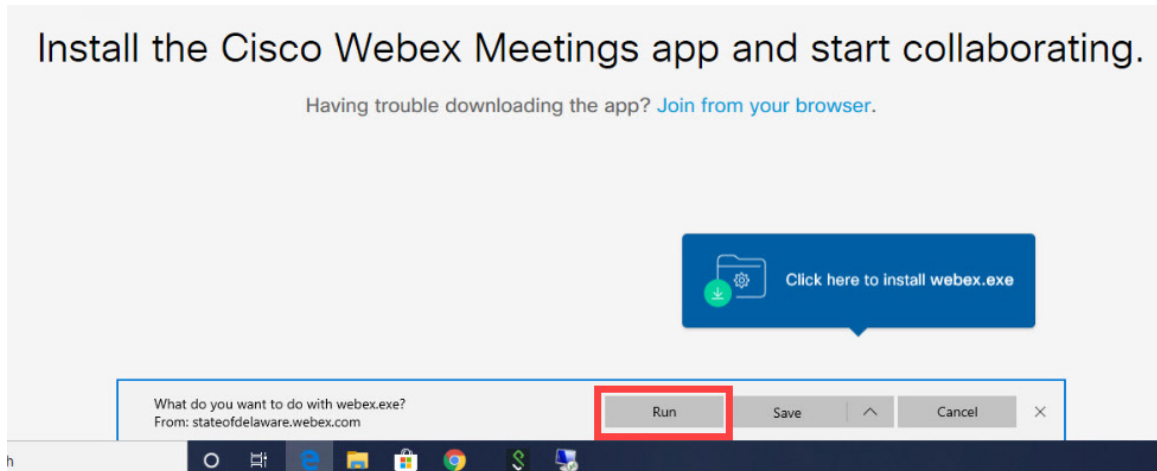 Install the Cisco Webex Meetings app and start collaborating.
Having trouble downloading the app? Join from your browser.
Click here to install webex.exe
What do you want to do with webex.exe?
From: stateofdelaware.webex.com
Run
Save
Cancel
h